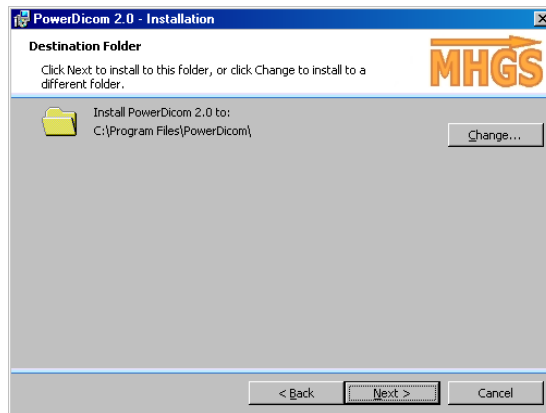 PowerDicom 2.0 - Installation
Destination Folder
Click Next to install to this folder, or click Change to install to a
different folder.
MHGS
Install PowerDicom 2.0 to:
C:\Program Files\PowerDicom\
Change...
< Back
Next >
Cancel